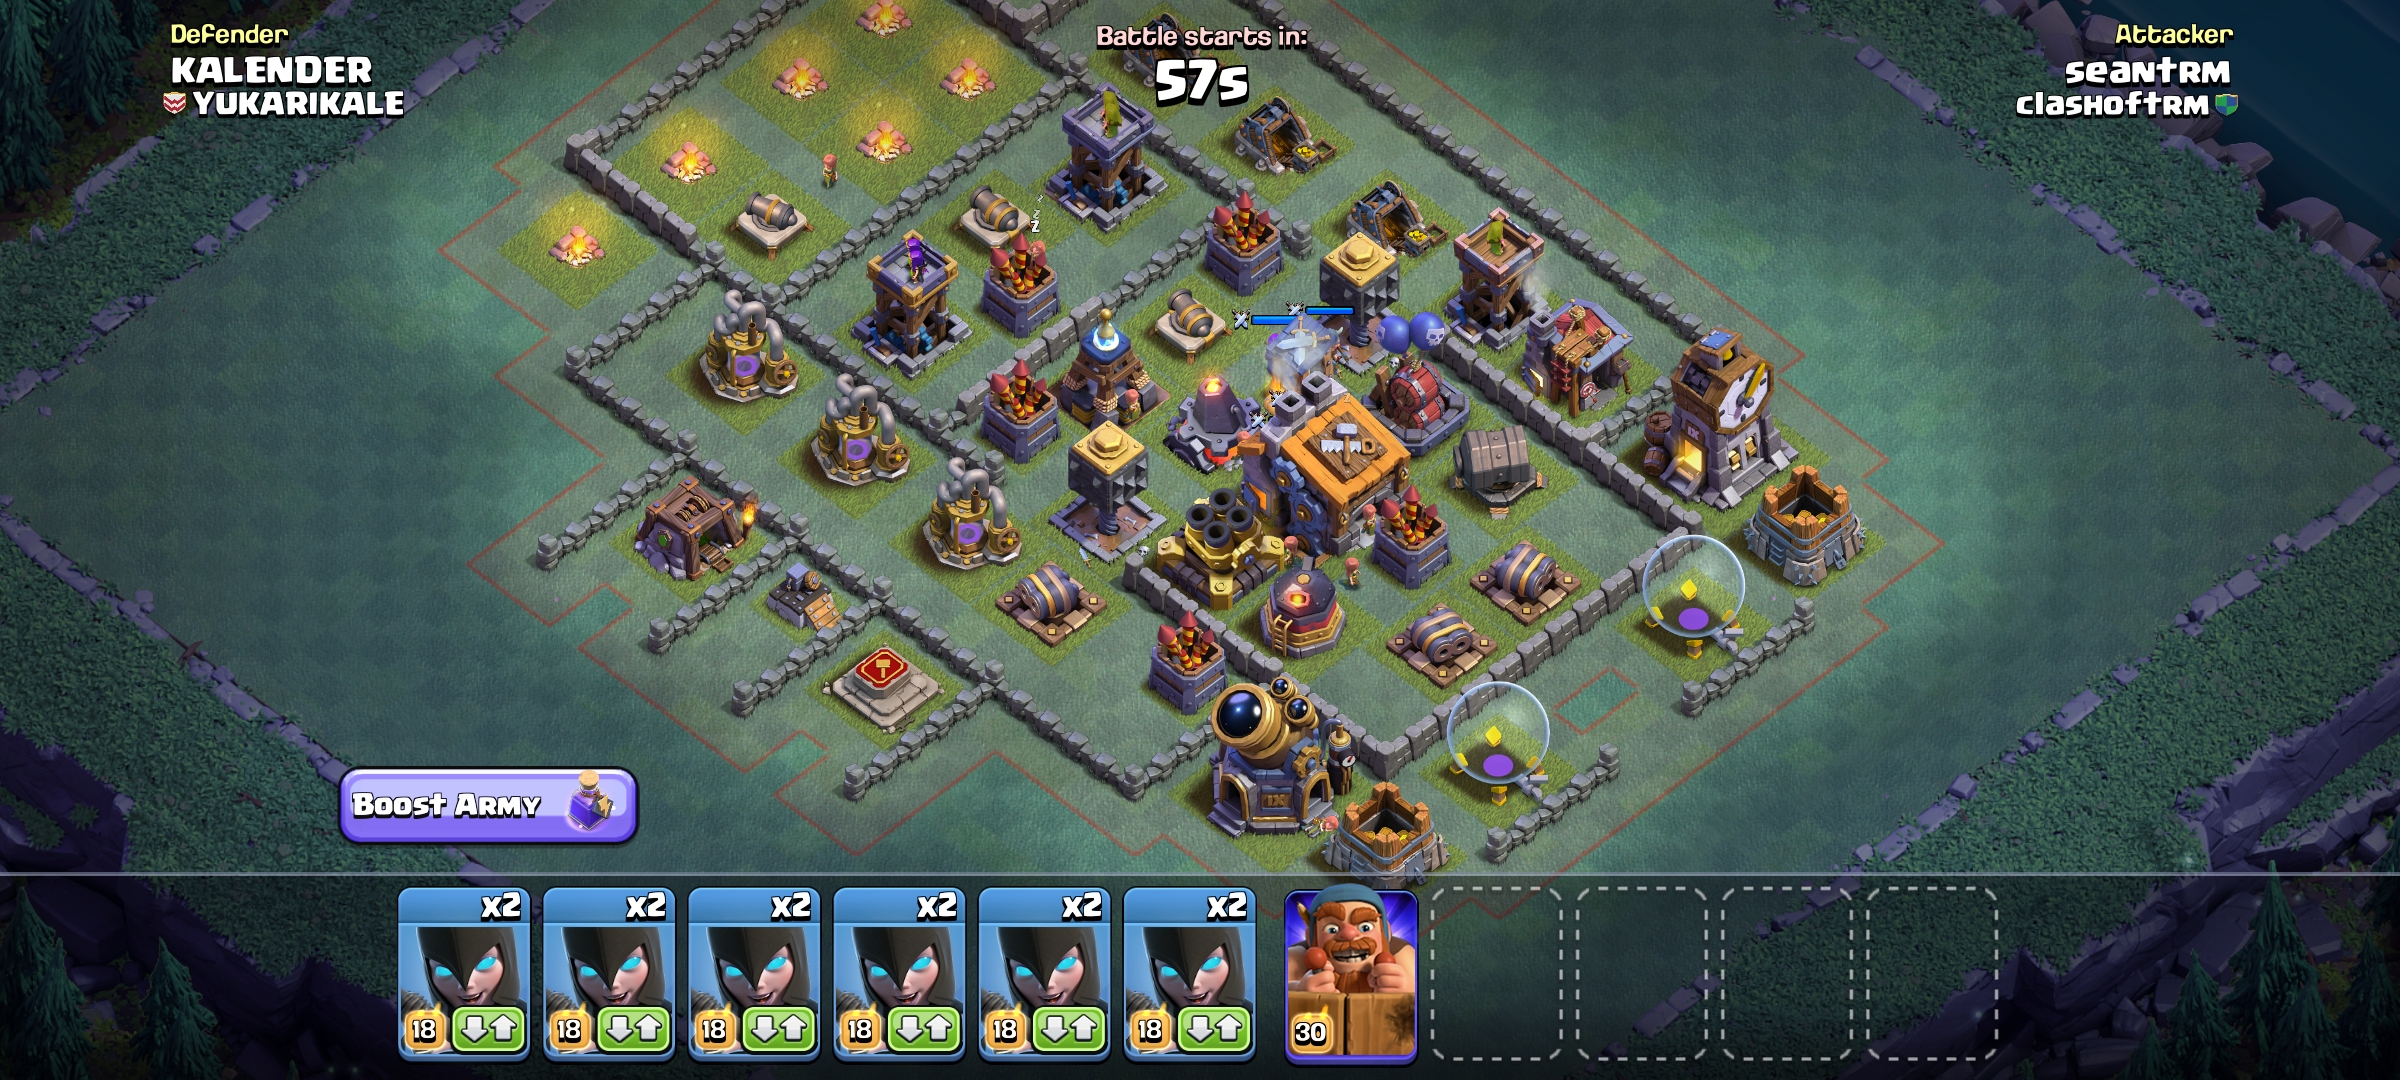 Defender
KALENDER
YUKARIKALE
Battle starts in:
57s
Attacker
seantRM
clashoftRM
Boost Army
x2
x2
x2
x2
x2
x2
18
18
18
18
18
18
30